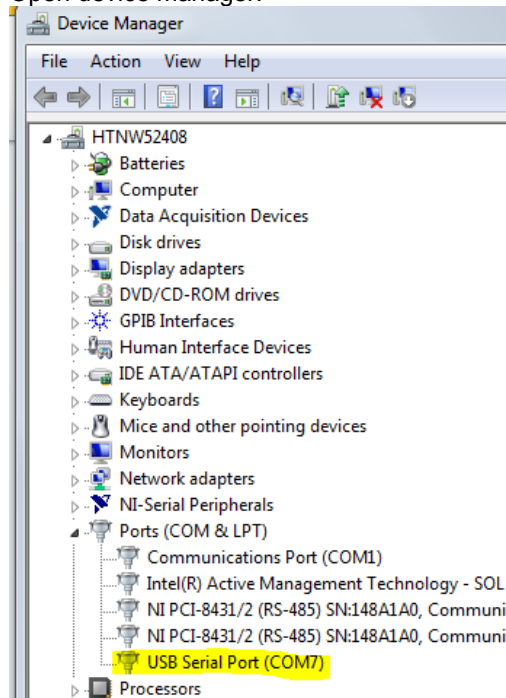 Open device manager.
Device Manager
File Action View Help
HTNW52408
Batteries
Computer
Data Acquisition Devices
Disk drives
Display adapters
DVD/CD-ROM drives
GPIB Interfaces
Human Interface Devices
IDE ATA/ATAPI controllers
Keyboards
Mice and other pointing devices
Monitors
Network adapters
NI-Serial Peripherals
Ports (COM & LPT)
Communications Port (COM1)
Intel(R) Active Management Technology - SOL
NI PCI-8431/2 (RS-485) SN:148A1A0, Communi
NI PCI-8431/2 (RS-485) SN:148A1A0, Communi
USB Serial Port (COM7)
Processors